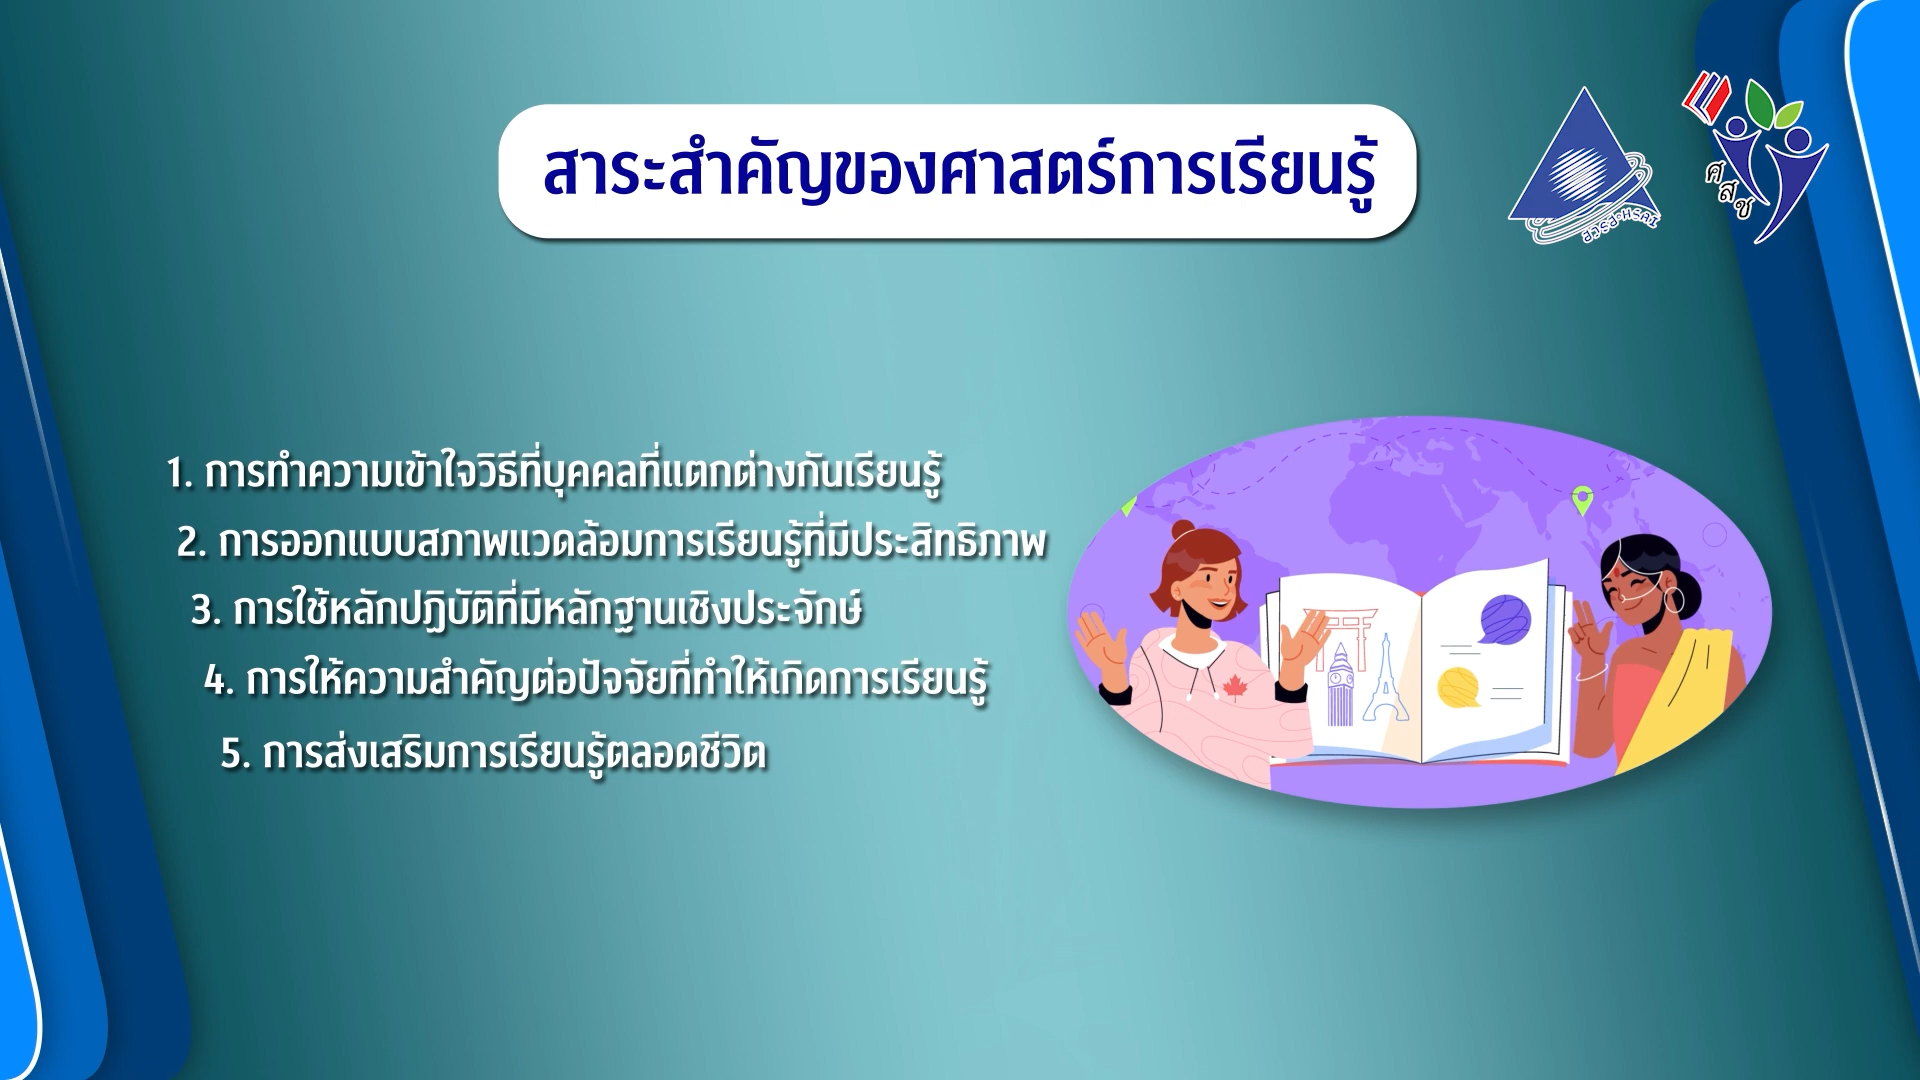 สาระสำคัญของศาสตร์การเรียนรู้
ศสช
1. การทำความเข้าใจวิธีที่บุคคลที่แตกต่างกันเรียนรู้
2. การออกแบบสภาพแวดล้อมการเรียนรู้ที่มีประสิทธิภาพ
3. การใช้หลักปฏิบัติที่มีหลักฐานเชิงประจักษ์
4. การให้ความสำคัญต่อปัจจัยที่ทำให้เกิดการเรียนรู้
5. การส่งเสริมการเรียนรู้ตลอดชีวิต